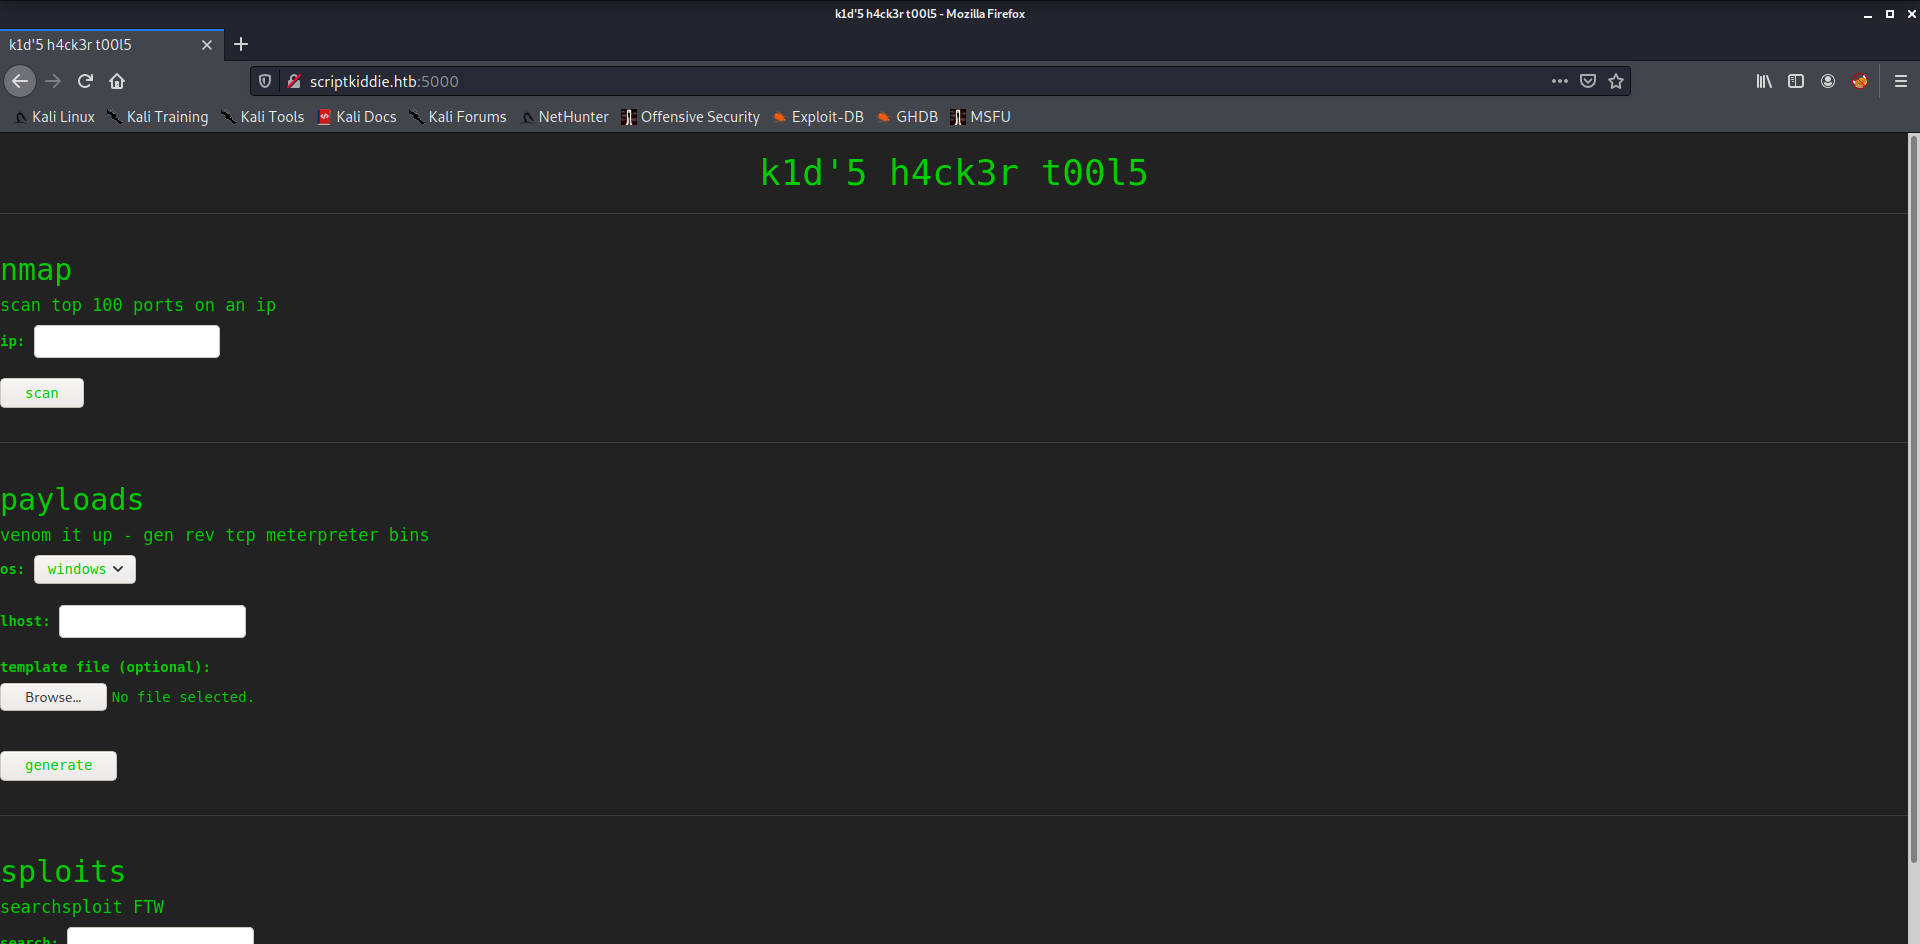 k1d'5 h4ck3r t00l5 - Mozilla Firefox
k1d'5 h4ck3r t00l5
scriptkiddie.htb:5000
Kali Linux Kali Training Kali Tools Kali Docs Kali Forums NetHunter Offensive Security Exploit-DB GHDB MSFU
k1d'5 h4ck3r t00l5
nmap
scan top 100 ports on an ip
ip:
scan
payloads
venom it up - gen rev tcp meterpreter bins
os: windows
lhost:
template file (optional):
Browse... No file selected.
generate
sploits
searchsploit FTW
search: